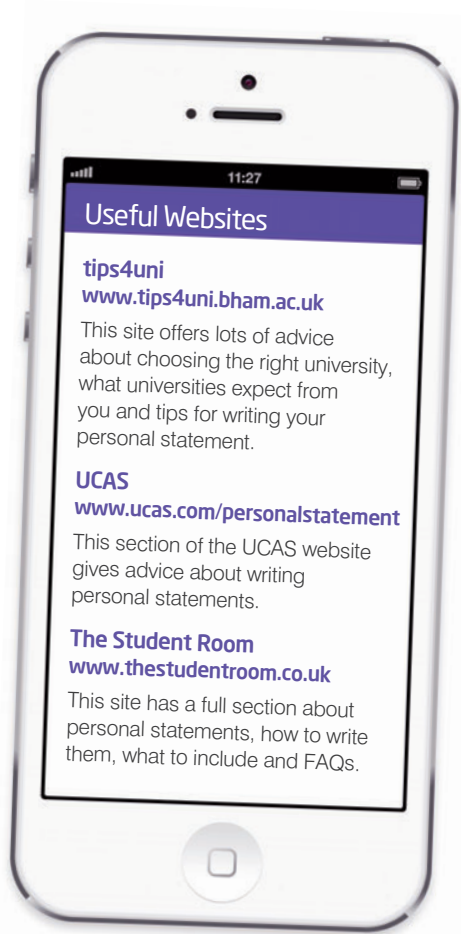 11:27
Useful Websites
tips4uni
www.tips4uni.bham.ac.uk
This site offers lots of advice
about choosing the right university,
what universities expect from
you and tips for writing your
personal statement.
UCAS
www.ucas.com/personalstatement
This section of the UCAS website
gives advice about writing
personal statements.
The Student Room
www.thestudentroom.co.uk
This site has a full section about
personal statements, how to write
them, what to include and FAQs.